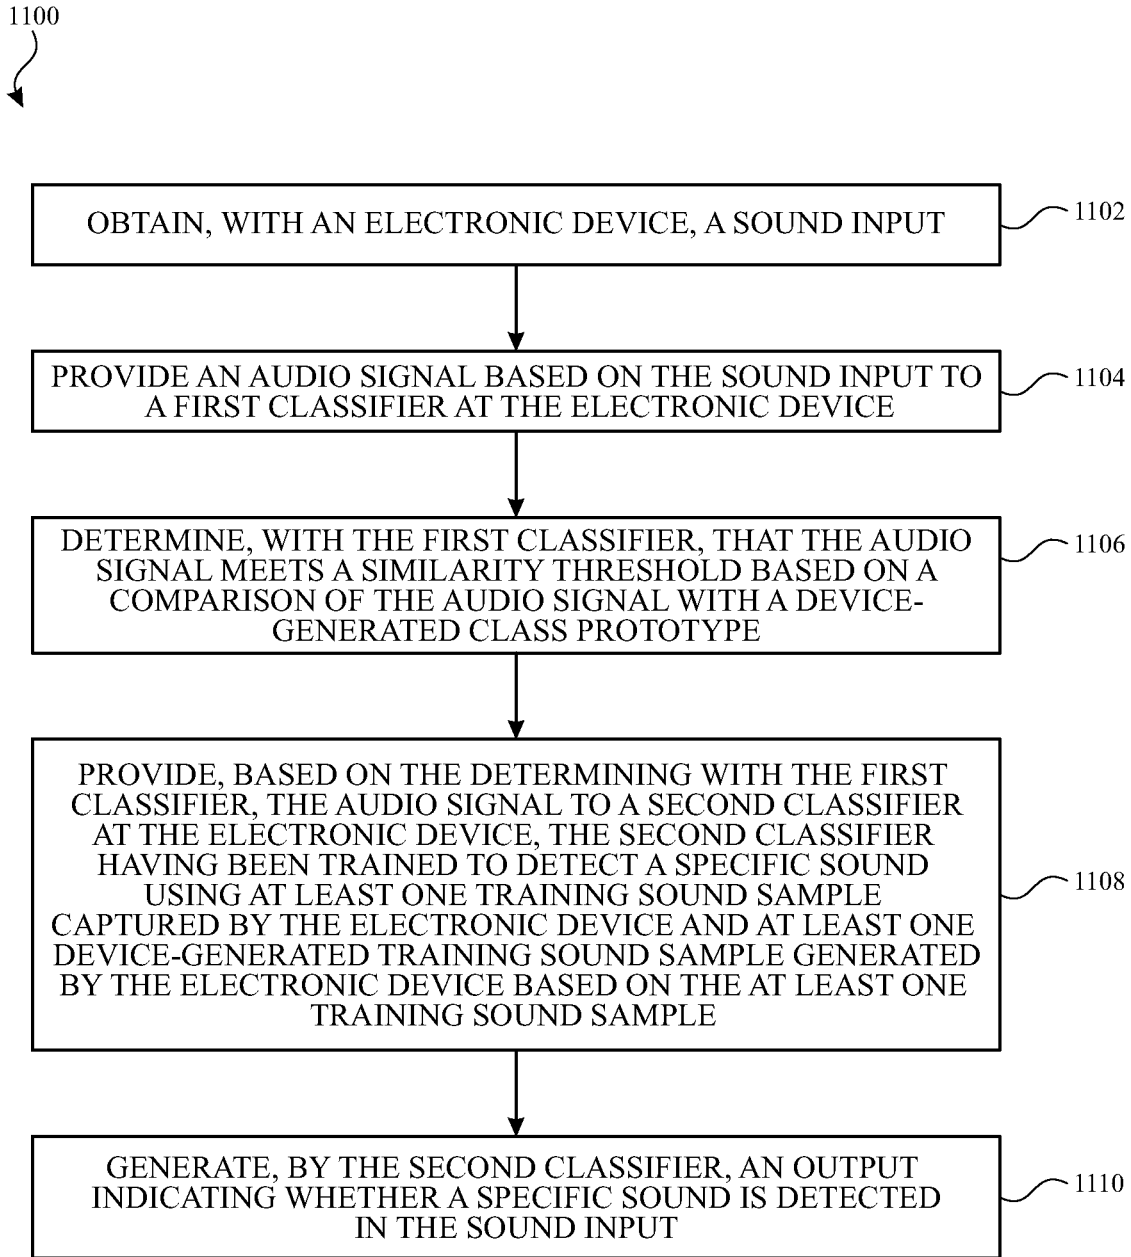 1100
OBTAIN, WITH AN ELECTRONIC DEVICE, A SOUND INPUT
1102
PROVIDE AN AUDIO SIGNAL BASED ON THE SOUND INPUT TO
A FIRST CLASSIFIER AT THE ELECTRONIC DEVICE
1104
DETERMINE, WITH THE FIRST CLASSIFIER, THAT THE AUDIO
SIGNAL MEETS A SIMILARITY THRESHOLD BASED ON A
COMPARISON OF THE AUDIO SIGNAL WITH A DEVICE-
GENERATED CLASS PROTOTYPE
1106
PROVIDE, BASED ON THE DETERMINING WITH THE FIRST
CLASSIFIER, THE AUDIO SIGNAL TO A SECOND CLASSIFIER
AT THE ELECTRONIC DEVICE, THE SECOND CLASSIFIER
HAVING BEEN TRAINED TO DETECT A SPECIFIC SOUND
USING AT LEAST ONE TRAINING SOUND SAMPLE
CAPTURED BY THE ELECTRONIC DEVICE AND AT LEAST ONE
DEVICE-GENERATED TRAINING SOUND SAMPLE GENERATED
BY THE ELECTRONIC DEVICE BASED ON THE AT LEAST ONE
TRAINING SOUND SAMPLE
1108
GENERATE, BY THE SECOND CLASSIFIER, AN OUTPUT
INDICATING WHETHER A SPECIFIC SOUND IS DETECTED
IN THE SOUND INPUT
1110